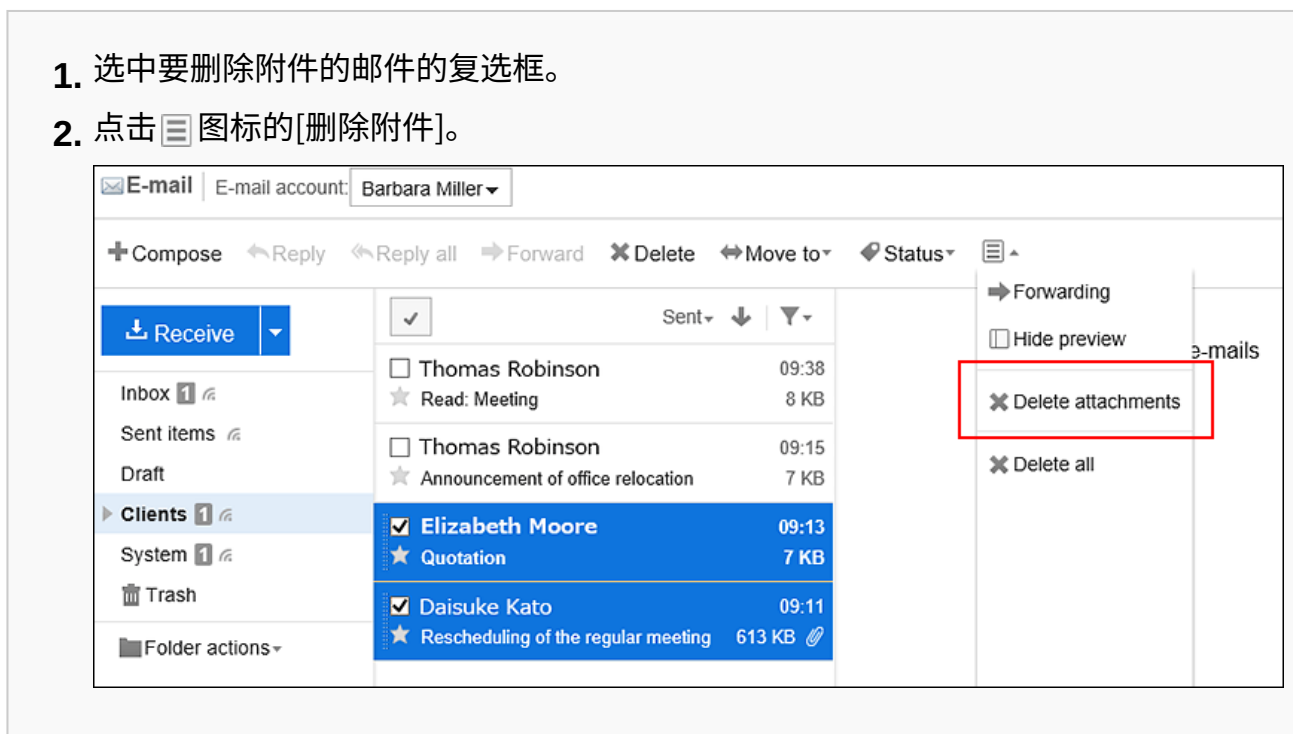 1. 选中要删除附件的邮件的复选框。
2. 点击 图标的[删除附件]。
E-mail E-mail account: Barbara Miller
Compose Reply Reply all Forward Delete Move to Status
Forwarding
Hide preview
Delete attachments
Delete all
e-mails
Receive
Inbox 1
Sent items
Draft
Clients 1
System 1
Trash
Folder actions
Sent
Thomas Robinson 09:38
Read: Meeting 8 KB
Thomas Robinson 09:15
Announcement of office relocation 7 KB
Elizabeth Moore 09:13
Quotation 7 KB
Daisuke Kato 09:11
Rescheduling of the regular meeting 613 KB